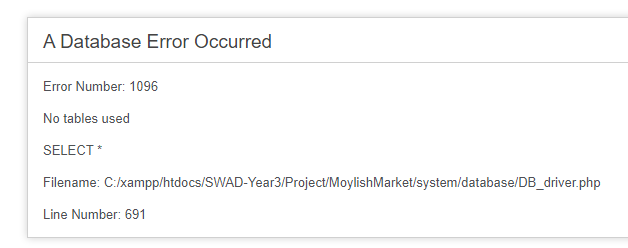 A Database Error Occurred
Error Number: 1096
No tables used
SELECT *
Filename: C:/xampp/htdocs/SWAD-Year3/Project/MoylishMarket/system/database/DB_driver.php
Line Number: 691